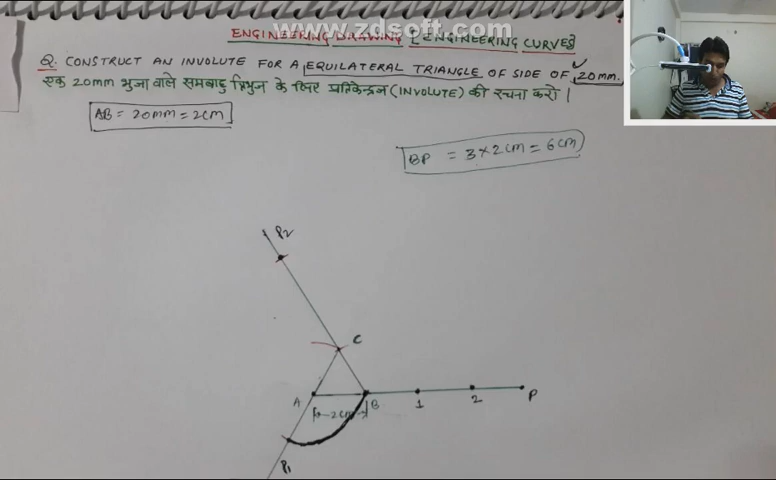 www.zdsoft.com
ENGINEERING DRAWING [ENGINEERING CURVES]
Q. CONSTRUCT AN INVOLUTE FOR A EQUILATERAL TRIANGLE OF SIDE OF 20mm.
एक 20mm भुजा वाले समबाहु त्रिभुज के लिए प्रतिकेन्द्रज (INVOLUTE) की रचना करो |
AB = 20mm = 2CM
BP = 3×2CM = 6CM
P2
C
A B 1 2 P
2CM
P1